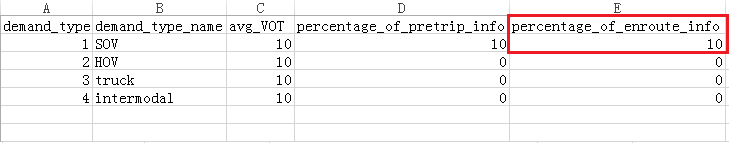 A B C D E
demand_type demand_type_name avg_VOT percentage_of_pretrip_info percentage_of_enroute_info
1 SOV 10 10 10
2 HOV 10 0 0
3 truck 10 0 0
4 intermodal 10 0 0